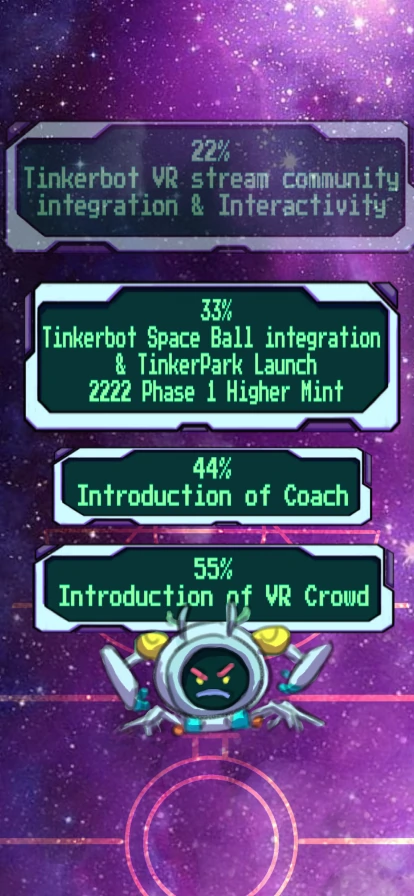 22%
Tinkerbot VR stream community
integration & Interactivity
33%
Tinkerbot Space Ball integration
& TinkerPark Launch
2222 Phase 1 Higher Mint
44%
Introduction of Coach
55%
Introduction of VR Crowd